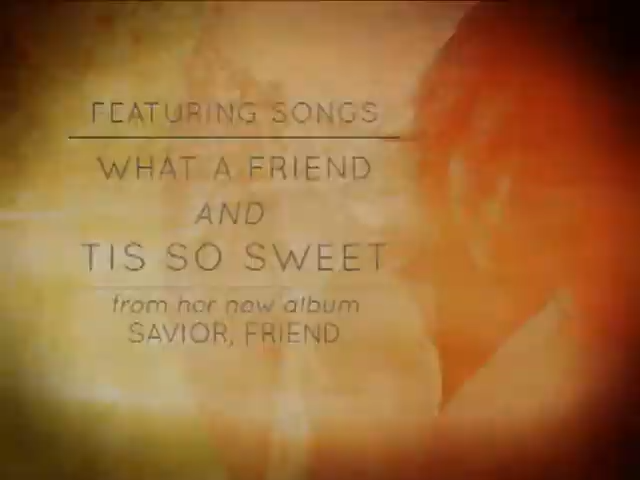 FEATURING SONGS
WHAT A FRIEND
AND
TIS SO SWEET
from her new album
SAVIOR, FRIEND